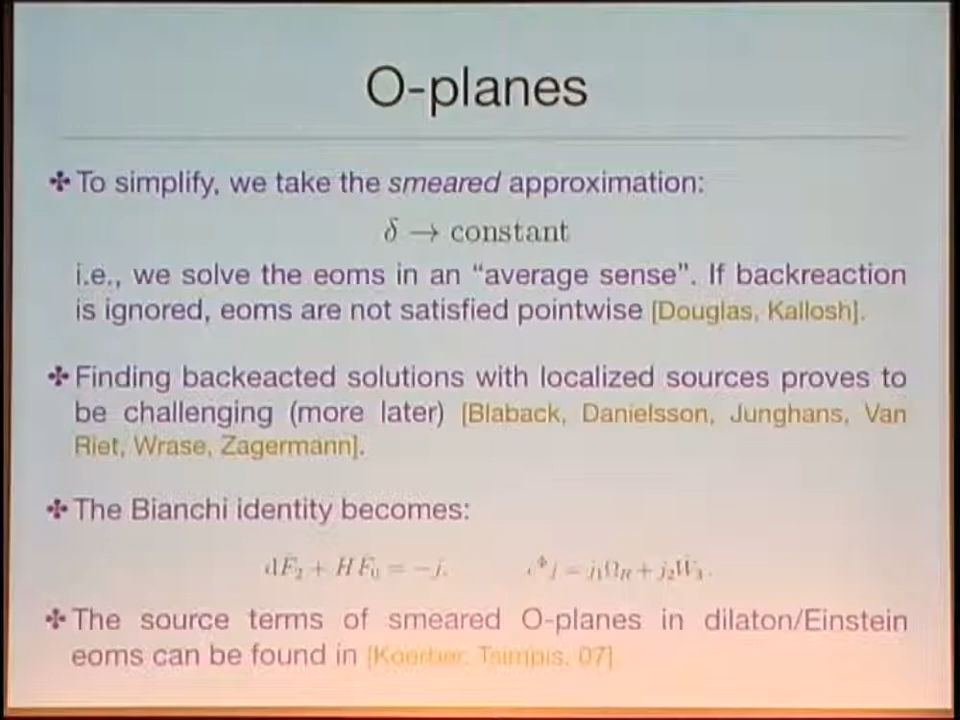 O-planes
✤ To simplify, we take the smeared approximation:
δ → constant
i.e., we solve the eoms in an “average sense”. If backreaction
is ignored, eoms are not satisfied pointwise [Douglas, Kallosh].
✤ Finding backeacted solutions with localized sources proves to
be challenging (more later) [Blaback, Danielsson, Junghans, Van
Riet, Wrase, Zagermann].
✤ The Bianchi identity becomes:
dF₂ + HF₀ = −j, j = j₁Ω_R + j₂W₃.
✤ The source terms of smeared O-planes in dilaton/Einstein
eoms can be found in [Koerber, Tsimpis, 07]